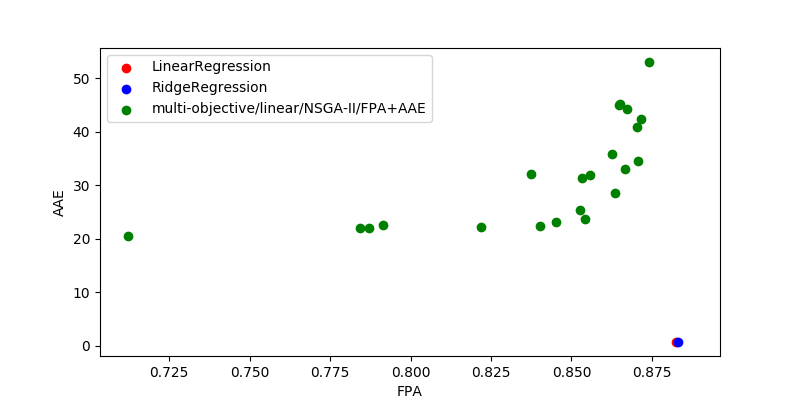 LinearRegression
RidgeRegression
multi-objective/linear/NSGA-II/FPA+AAE
50
40
30
20
10
0
AAE
0.725 0.750 0.775 0.800 0.825 0.850 0.875
FPA